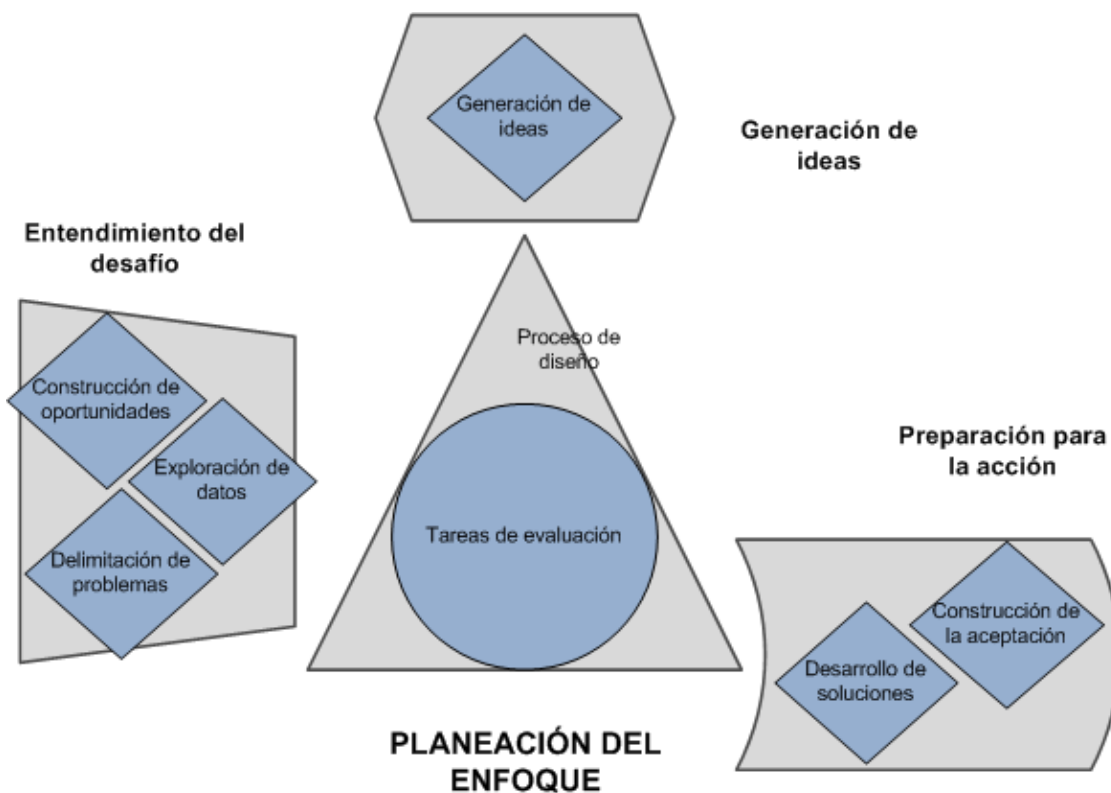 Generación de
ideas
Generación de
ideas
Entendimiento del
desafío
Construcción de
oportunidades
Exploración de
datos
Delimitación de
problemas
Proceso de
diseño
Tareas de evaluación
Preparación para
la acción
Construcción de
la aceptación
Desarrollo de
soluciones
PLANEACIÓN DEL
ENFOQUE